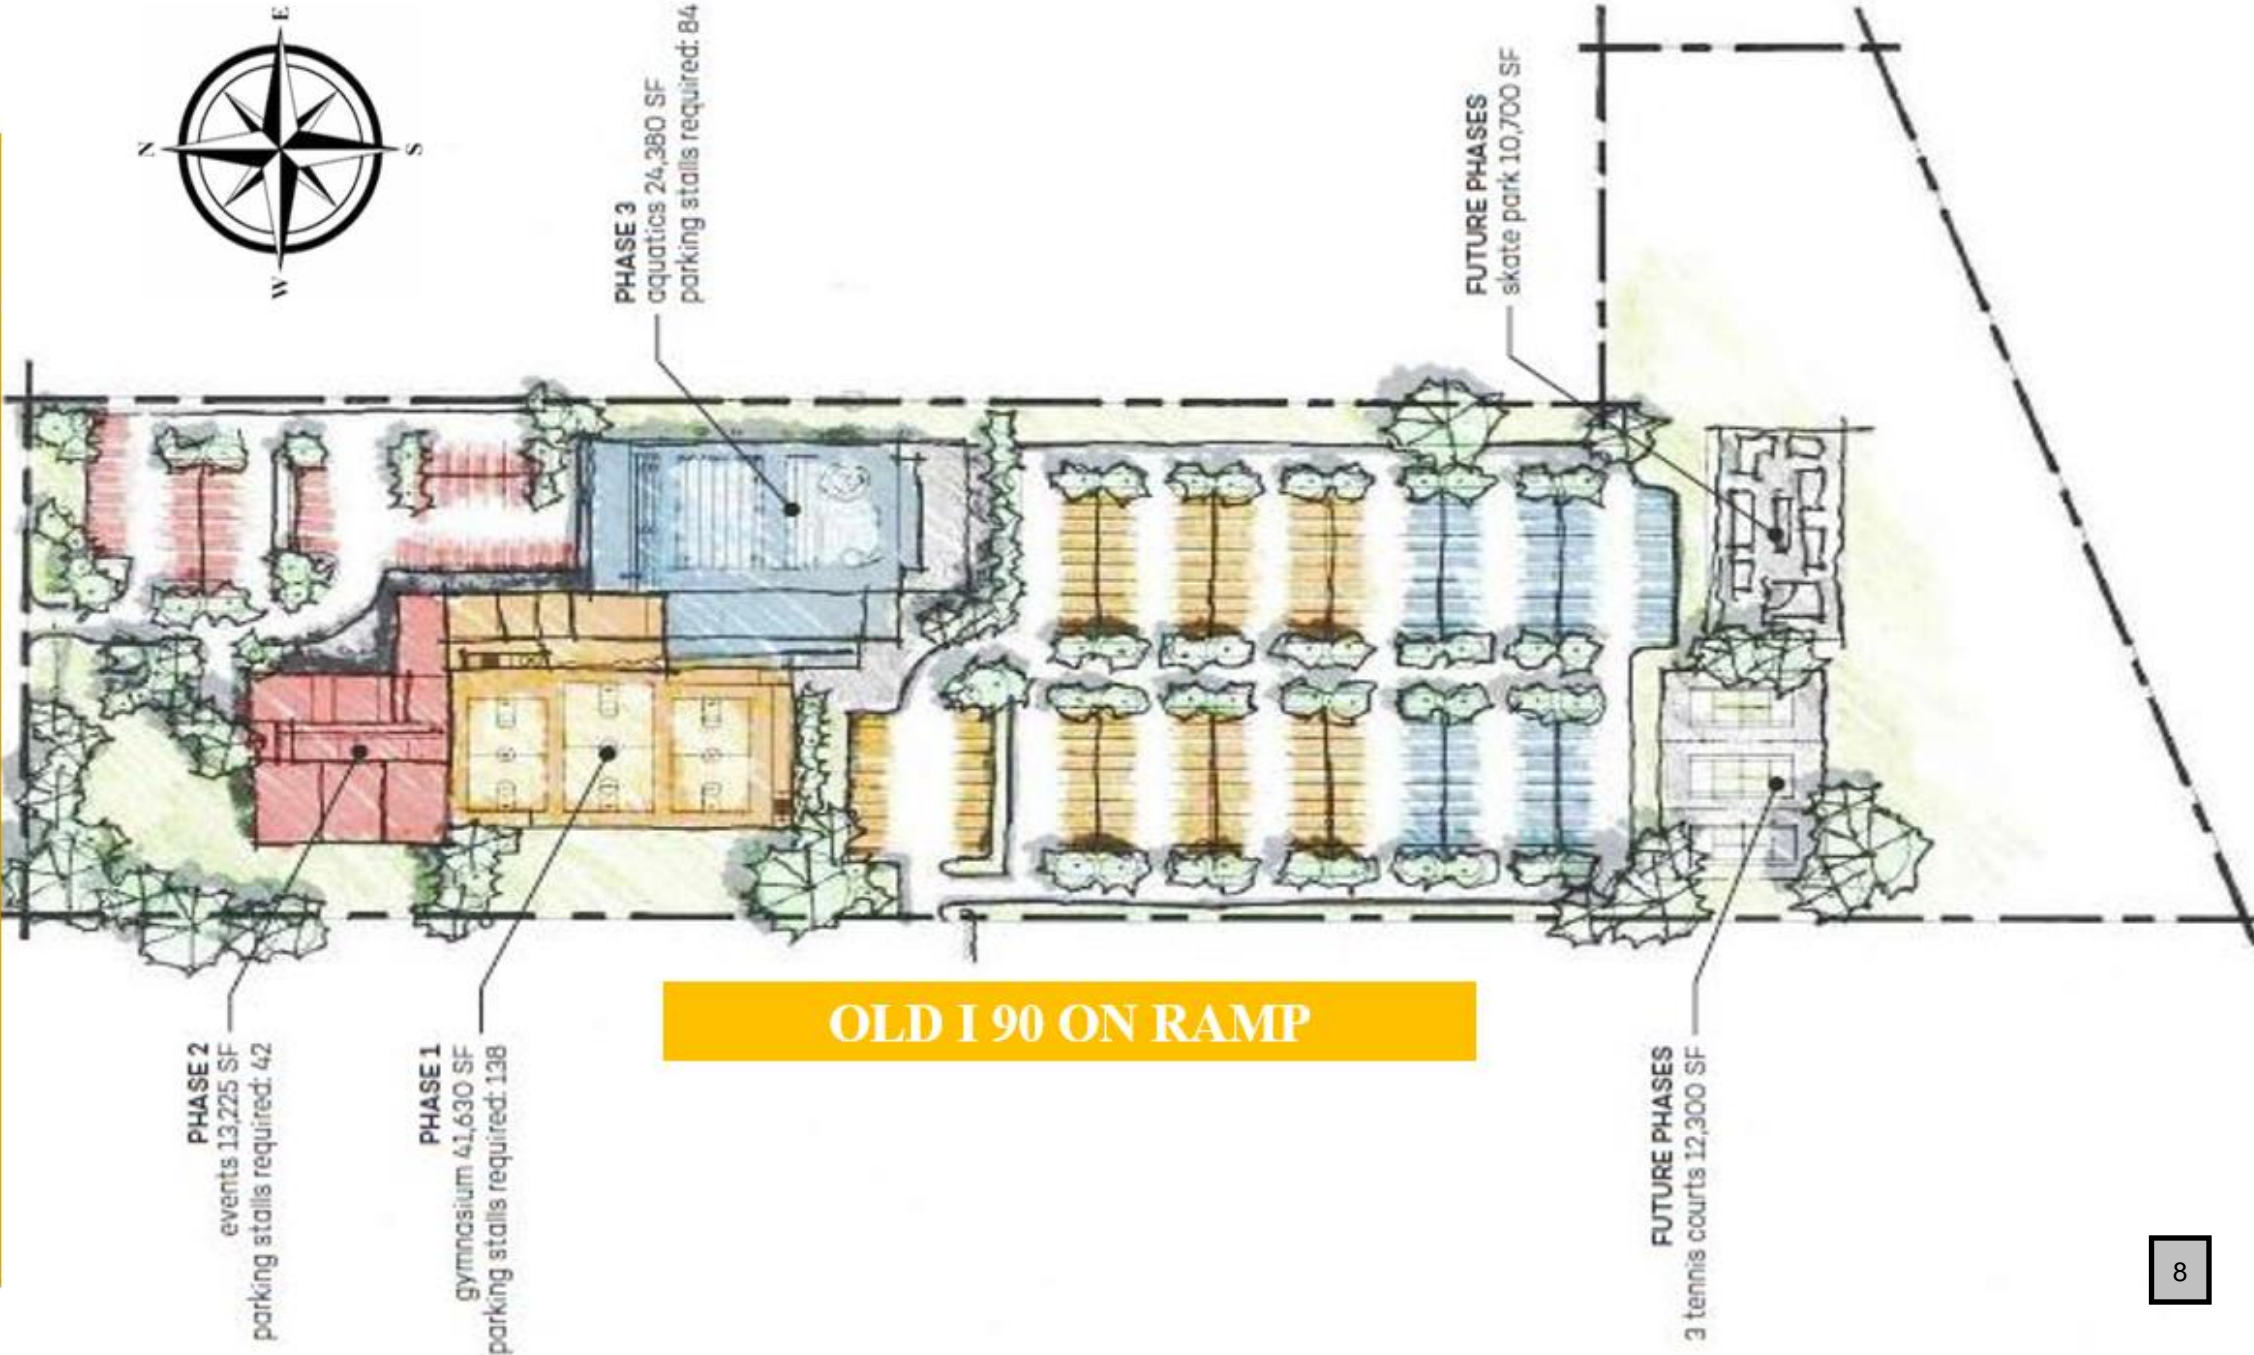 E
N
S
W
PHASE 3
aquatics 24,380 SF
parking stalls required: 84
FUTURE PHASES
skate park 10,700 SF
OLD I 90 ON RAMP
PHASE 2
events 13,225 SF
parking stalls required: 42
PHASE 1
gymnasium 41,630 SF
parking stalls required: 138
FUTURE PHASES
3 tennis courts 12,300 SF
8